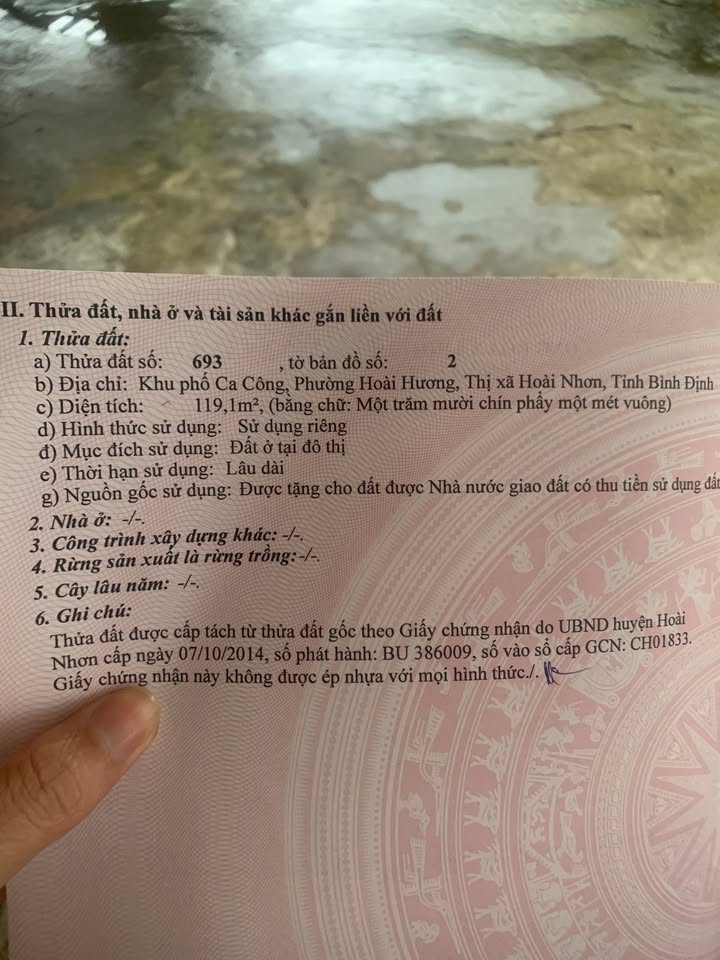 II. Thửa đất, nhà ở và tài sản khác gắn liền với đất
1. Thửa đất:
a) Thửa đất số: 693 , tờ bản đồ số: 2
b) Địa chỉ: Khu phố Ca Công, Phường Hoài Hương, Thị xã Hoài Nhơn, Tỉnh Bình Định
c) Diện tích: 119,1m², (bằng chữ: Một trăm mười chín phẩy một mét vuông)
d) Hình thức sử dụng: Sử dụng riêng
đ) Mục đích sử dụng: Đất ở tại đô thị
e) Thời hạn sử dụng: Lâu dài
g) Nguồn gốc sử dụng: Được tặng cho đất được Nhà nước giao đất có thu tiền sử dụng đất
2. Nhà ở: -/-.
3. Công trình xây dựng khác: -/-.
4. Rừng sản xuất là rừng trồng: -/-.
5. Cây lâu năm: -/-.
6. Ghi chú:
Thửa đất được cấp tách từ thửa đất gốc theo Giấy chứng nhận do UBND huyện Hoài
Nhơn cấp ngày 07/10/2014, số phát hành: BU 386009, số vào sổ cấp GCN: CH01833.
Giấy chứng nhận này không được ép nhựa với mọi hình thức./.